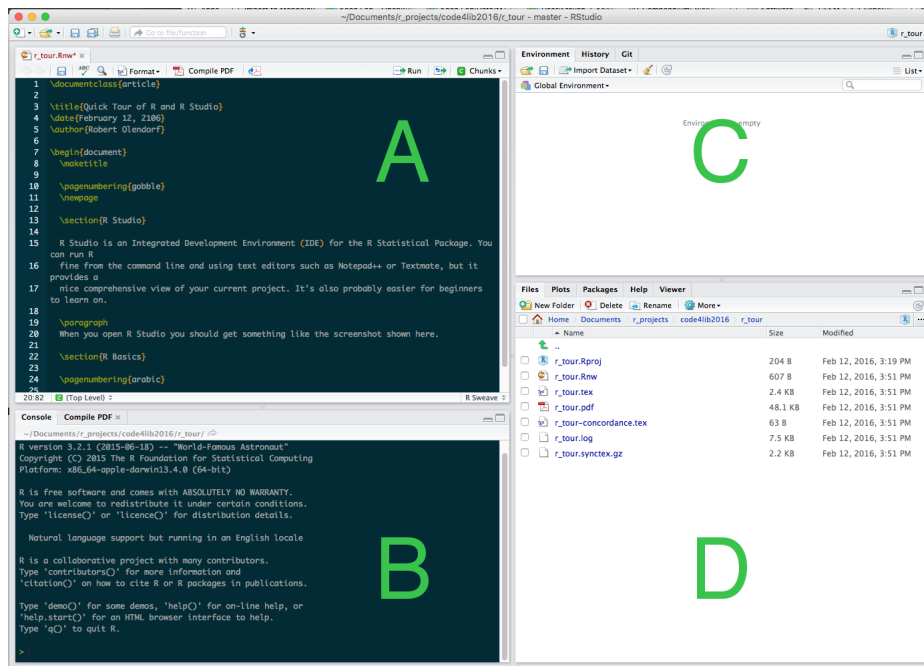 ~/Documents/r_projects/code4lib2016/r_tour - master - RStudio
Go to file/function
r_tour
r_tour.Rnw*
ABC Format Compile PDF Run Chunks
1 \documentclass{article}
2
3 \title{Quick Tour of R and R Studio}
4 \date{February 12, 2106}
5 \author{Robert Olendorf}
6
7 \begin{document}
8 \maketitle
9
10 \pagenumbering{gobble}
11 \newpage
12
13 \section{R Studio}
14
15 R Studio is an Integrated Development Environment (IDE) for the R Statistical Package. You
can run R
16 fine from the command line and using text editors such as Notepad++ or Textmate, but it
provides a
17 nice comprehensive view of your current project. It's also probably easier for beginners
to learn on.
18
19 \paragraph
20 When you open R Studio you should get something like the screenshot shown here.
21
22 \section{R Basics}
23
24 \pagenumbering{arabic}
25
A
20:82 (Top Level) R Sweave
Console Compile PDF
~/Documents/r_projects/code4lib2016/r_tour/
R version 3.2.1 (2015-06-18) -- "World-Famous Astronaut"
Copyright (C) 2015 The R Foundation for Statistical Computing
Platform: x86_64-apple-darwin13.4.0 (64-bit)
R is free software and comes with ABSOLUTELY NO WARRANTY.
You are welcome to redistribute it under certain conditions.
Type 'license()' or 'licence()' for distribution details.
Natural language support but running in an English locale
R is a collaborative project with many contributors.
Type 'contributors()' for more information and
'citation()' on how to cite R or R packages in publications.
Type 'demo()' for some demos, 'help()' for on-line help, or
'help.start()' for an HTML browser interface to help.
Type 'q()' to quit R.
>
B
Environment History Git
Import Dataset List
Global Environment
empty
C
Files Plots Packages Help Viewer
New Folder Delete Rename More
Home Documents r_projects code4lib2016 r_tour
Name Size Modified
..
r_tour.Rproj 204 B Feb 12, 2016, 3:19 PM
r_tour.Rnw 607 B Feb 12, 2016, 3:51 PM
r_tour.tex 2.4 KB Feb 12, 2016, 3:51 PM
r_tour.pdf 48.1 KB Feb 12, 2016, 3:51 PM
r_tour-concordance.tex 63 B Feb 12, 2016, 3:51 PM
r_tour.log 7.5 KB Feb 12, 2016, 3:51 PM
r_tour.synctex.gz 2.2 KB Feb 12, 2016, 3:51 PM
D